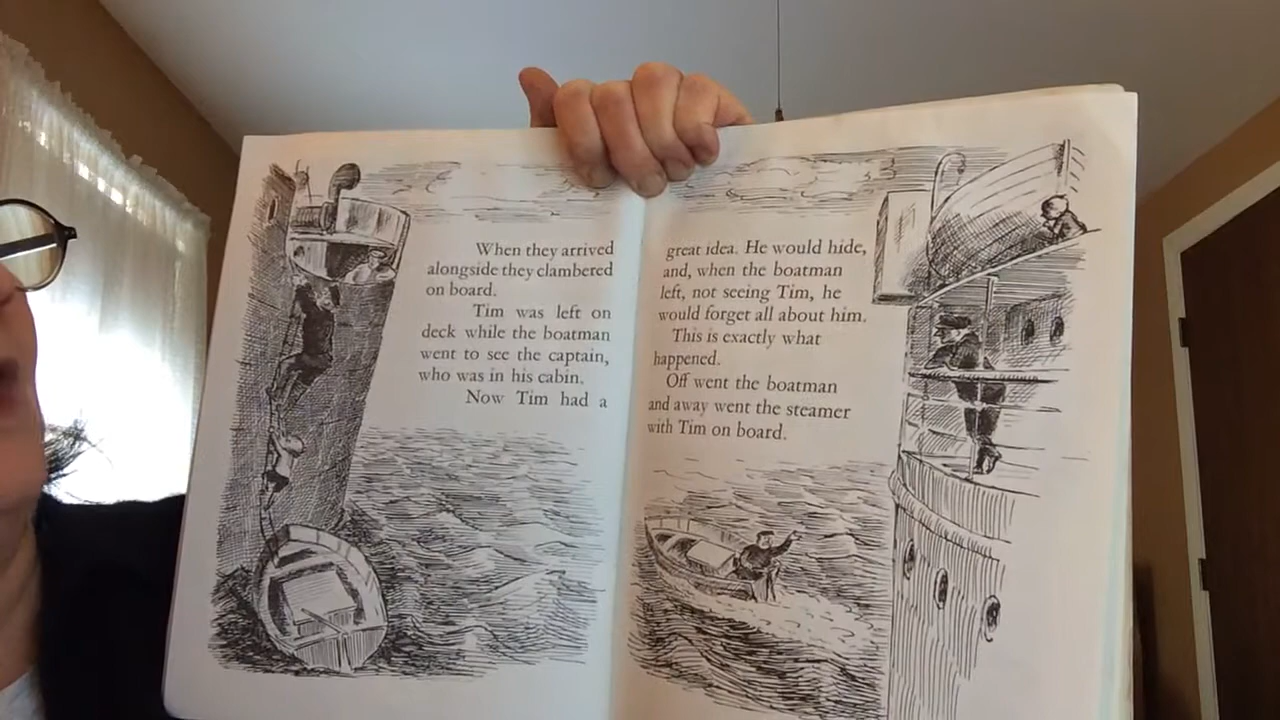 When they arrived
alongside they clambered
on board.
Tim was left on
deck while the boatman
went to see the captain,
who was in his cabin.
Now Tim had a
great idea. He would hide,
and, when the boatman
left, not seeing Tim, he
would forget all about him.
This is exactly what
happened.
Off went the boatman
and away went the steamer
with Tim on board.